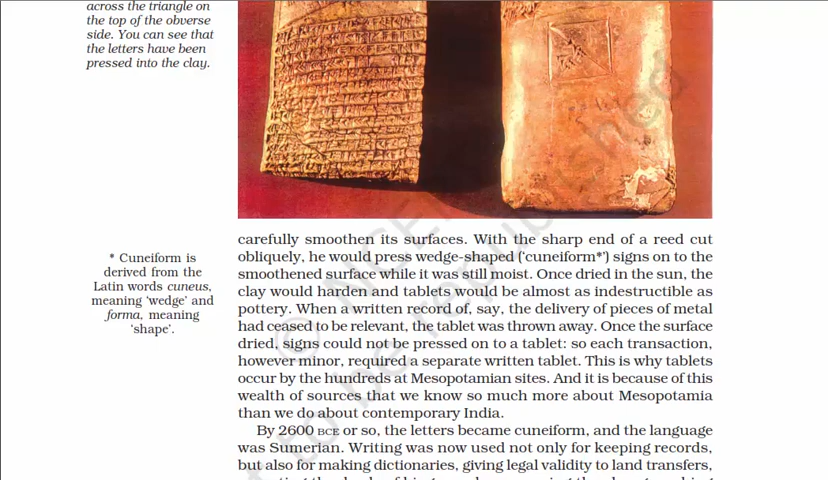 across the triangle on
the top of the obverse
side. You can see that
the letters have been
pressed into the clay.
* Cuneiform is
derived from the
Latin words cuneus,
meaning ‘wedge’ and
forma, meaning
‘shape’.
carefully smoothen its surfaces. With the sharp end of a reed cut
obliquely, he would press wedge-shaped (‘cuneiform*’) signs on to the
smoothened surface while it was still moist. Once dried in the sun, the
clay would harden and tablets would be almost as indestructible as
pottery. When a written record of, say, the delivery of pieces of metal
had ceased to be relevant, the tablet was thrown away. Once the surface
dried, signs could not be pressed on to a tablet: so each transaction,
however minor, required a separate written tablet. This is why tablets
occur by the hundreds at Mesopotamian sites. And it is because of this
wealth of sources that we know so much more about Mesopotamia
than we do about contemporary India.
By 2600 BCE or so, the letters became cuneiform, and the language
was Sumerian. Writing was now used not only for keeping records,
but also for making dictionaries, giving legal validity to land transfers,